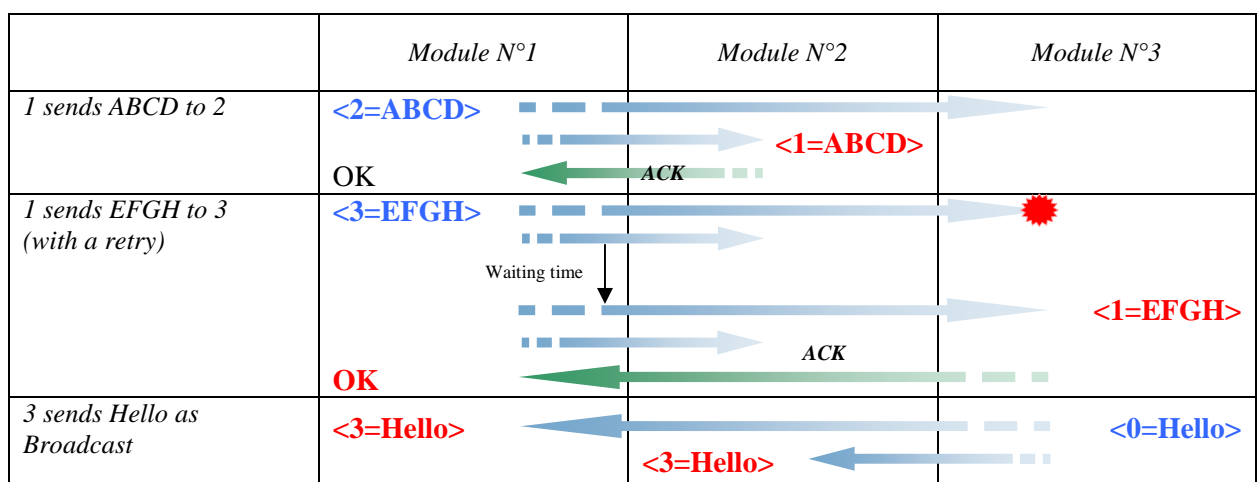 Module N°1 Module N°2 Module N°3
1 sends ABCD to 2 <2=ABCD>
<1=ABCD>
OK ACK
1 sends EFGH to 3 <3=EFGH>
(with a retry)
Waiting time
<1=EFGH>
ACK
OK
3 sends Hello as
Broadcast
<3=Hello> <0=Hello>
<3=Hello>